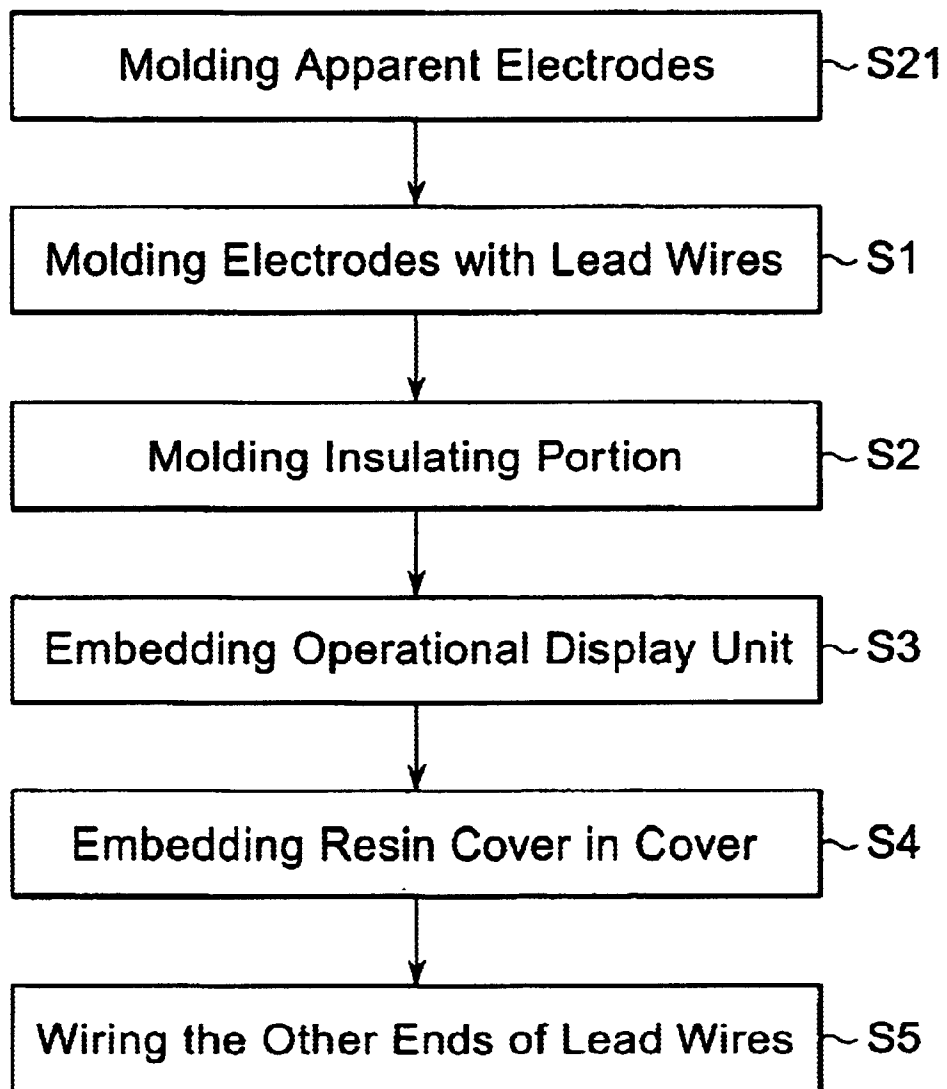 Molding Apparent Electrodes
S21
Molding Electrodes with Lead Wires
S1
Molding Insulating Portion
S2
Embedding Operational Display Unit
S3
Embedding Resin Cover in Cover
S4
Wiring the Other Ends of Lead Wires
S5